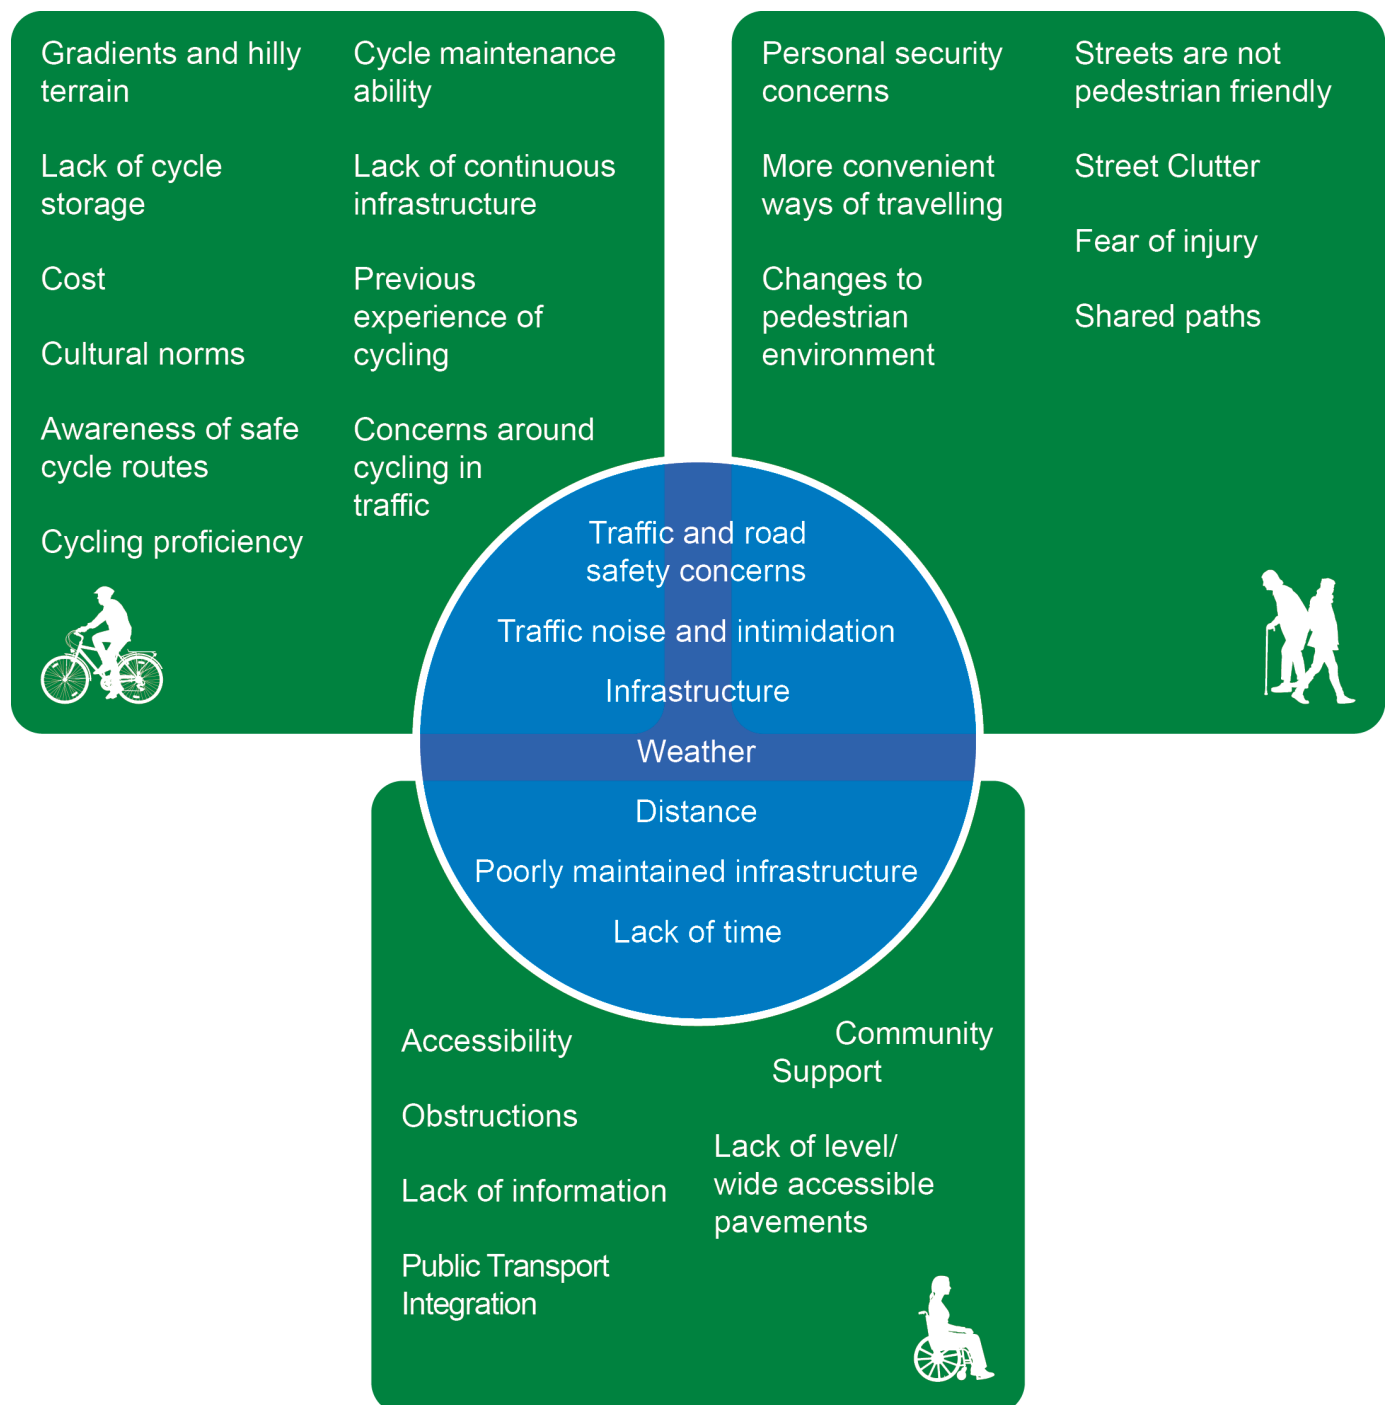 Gradients and hilly
terrain
Lack of cycle
storage
Cost
Cultural norms
Awareness of safe
cycle routes
Cycling proficiency
Cycle maintenance
ability
Lack of continuous
infrastructure
Previous
experience of
cycling
Concerns around
cycling in
traffic
Personal security
concerns
More convenient
ways of travelling
Changes to
pedestrian
environment
Streets are not
pedestrian friendly
Street Clutter
Fear of injury
Shared paths
Traffic and road
safety concerns
Traffic noise and intimidation
Infrastructure
Weather
Distance
Poorly maintained infrastructure
Lack of time
Accessibility
Obstructions
Lack of information
Public Transport
Integration
Community
Support
Lack of level/
wide accessible
pavements